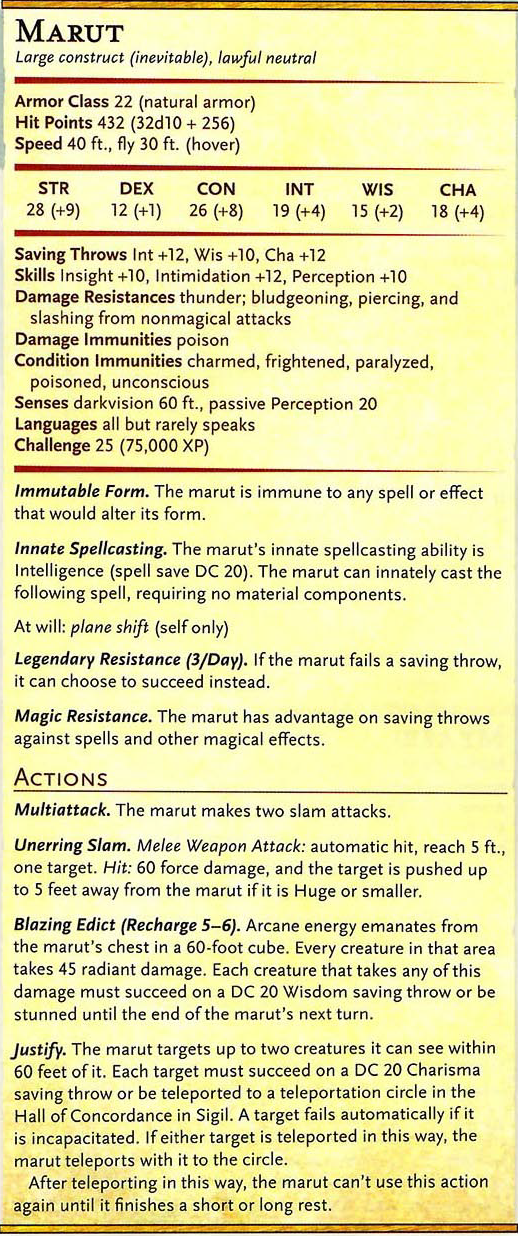 MARUT
Large construct (inevitable), lawful neutral
Armor Class 22 (natural armor)
Hit Points 432 (32d10 + 256)
Speed 40 ft., fly 30 ft. (hover)
STR DEX CON INT WIS CHA
28 (+9) 12 (+1) 26 (+8) 19 (+4) 15 (+2) 18 (+4)
Saving Throws Int +12, Wis +10, Cha +12
Skills Insight +10, Intimidation +12, Perception +10
Damage Resistances thunder; bludgeoning, piercing, and
slashing from nonmagical attacks
Damage Immunities poison
Condition Immunities charmed, frightened, paralyzed,
poisoned, unconscious
Senses darkvision 60 ft., passive Perception 20
Languages all but rarely speaks
Challenge 25 (75,000 XP)
Immutable Form. The marut is immune to any spell or effect
that would alter its form.
Innate Spellcasting. The marut's innate spellcasting ability is
Intelligence (spell save DC 20). The marut can innately cast the
following spell, requiring no material components.
At will: plane shift (self only)
Legendary Resistance (3/Day). If the marut fails a saving throw,
it can choose to succeed instead.
Magic Resistance. The marut has advantage on saving throws
against spells and other magical effects.
ACTIONS
Multiattack. The marut makes two slam attacks.
Unerring Slam. Melee Weapon Attack: automatic hit, reach 5 ft.,
one target. Hit: 60 force damage, and the target is pushed up
to 5 feet away from the marut if it is Huge or smaller.
Blazing Edict (Recharge 5–6). Arcane energy emanates from
the marut's chest in a 60-foot cube. Every creature in that area
takes 45 radiant damage. Each creature that takes any of this
damage must succeed on a DC 20 Wisdom saving throw or be
stunned until the end of the marut's next turn.
Justify. The marut targets up to two creatures it can see within
60 feet of it. Each target must succeed on a DC 20 Charisma
saving throw or be teleported to a teleportation circle in the
Hall of Concordance in Sigil. A target fails automatically if it
is incapacitated. If either target is teleported in this way, the
marut teleports with it to the circle.
After teleporting in this way, the marut can't use this action
again until it finishes a short or long rest.